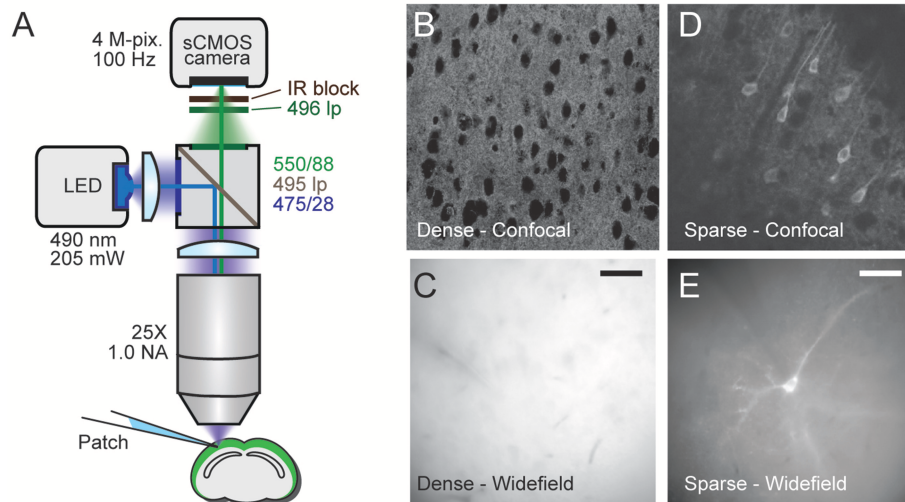 A
4 M-pix.
100 Hz
sCMOS
camera
IR block
496 lp
LED
550/88
495 lp
475/28
490 nm
205 mW
25X
1.0 NA
Patch
B
Dense - Confocal
D
Sparse - Confocal
C
Dense - Widefield
E
Sparse - Widefield